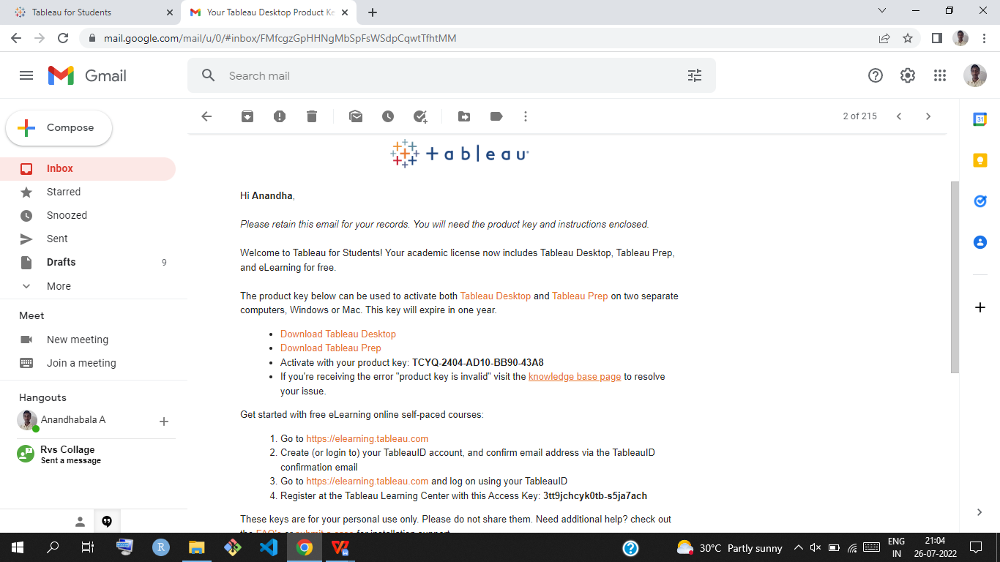 Tableau for Students
Your Tableau Desktop Product Ke
mail.google.com/mail/u/0/#inbox/FMfcgzGpHHNgMbSpFsWSdpCqwtTfhtMM
Gmail
Search mail
Compose
2 of 215
31
Inbox
Starred
Snoozed
Sent
Drafts 9
More
Meet
New meeting
Join a meeting
Hangouts
Anandhabala A
Rvs Collage
Sent a message
+ a b l e a u
Hi Anandha,
Please retain this email for your records. You will need the product key and instructions enclosed.
Welcome to Tableau for Students! Your academic license now includes Tableau Desktop, Tableau Prep,
and eLearning for free.
The product key below can be used to activate both Tableau Desktop and Tableau Prep on two separate
computers, Windows or Mac. This key will expire in one year.
• Download Tableau Desktop
• Download Tableau Prep
• Activate with your product key: TCYQ-2404-AD10-BB90-43A8
• If you're receiving the error "product key is invalid" visit the knowledge base page to resolve
your issue.
Get started with free eLearning online self-paced courses:
1. Go to https://elearning.tableau.com
2. Create (or login to) your TableauID account, and confirm email address via the TableauID
confirmation email
3. Go to https://elearning.tableau.com and log on using your TableauID
4. Register at the Tableau Learning Center with this Access Key: 3tt9jchcyk0tb-s5ja7ach
These keys are for your personal use only. Please do not share them. Need additional help? check out
the FAQ's or submit a case for installation support
R
30°C Partly sunny
ENG
IN
21:04
26-07-2022